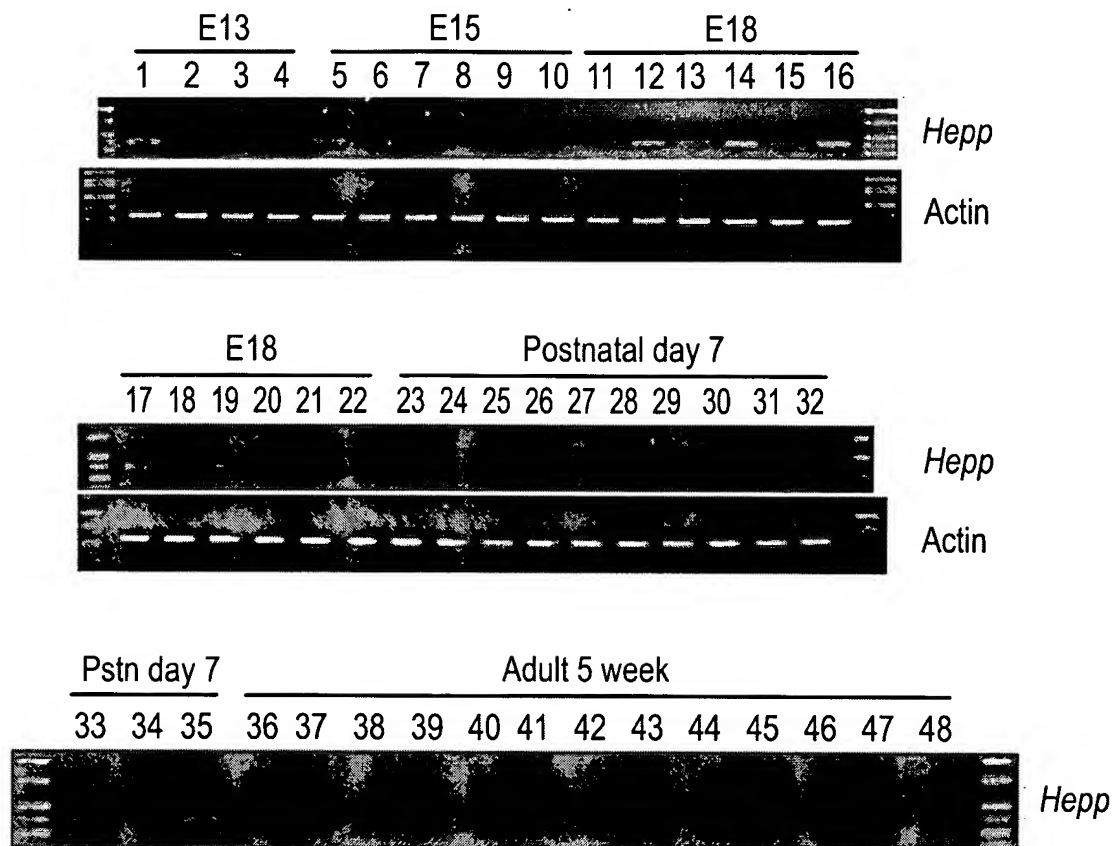 E13 E15 E18
1 2 3 4 5 6 7 8 9 10 11 12 13 14 15 16
Hepp
Actin
E18 Postnatal day 7
17 18 19 20 21 22 23 24 25 26 27 28 29 30 31 32
Hepp
Actin
Pstn day 7 Adult 5 week
33 34 35 36 37 38 39 40 41 42 43 44 45 46 47 48
Hepp